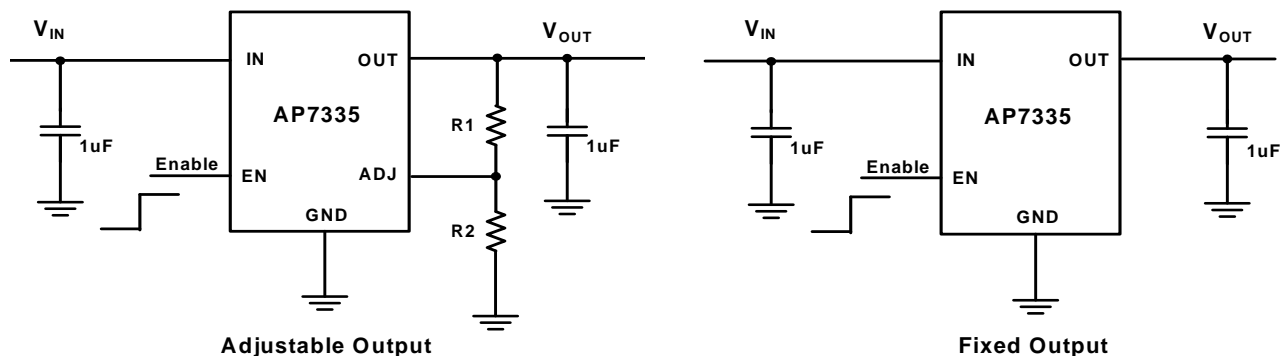 VIN
VOUT
IN
OUT
AP7335
R1
1uF
1uF
Enable
EN
ADJ
GND
R2
Adjustable Output
VIN
VOUT
IN
OUT
AP7335
1uF
1uF
Enable
EN
GND
Fixed Output